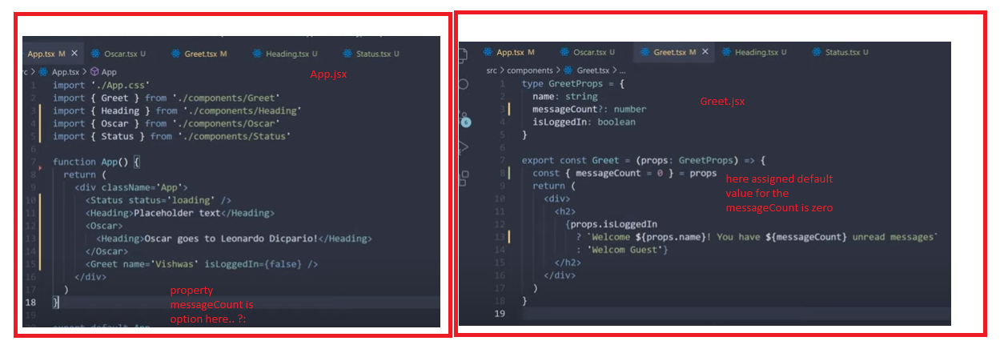 App.tsx M ×
Oscar.tsx U
Greet.tsx M
Heading.tsx U
Status.tsx U
rc > App.tsx > App
App.jsx
1 import './App.css'
2 import { Greet } from './components/Greet'
3 import { Heading } from './components/Heading'
4 import { Oscar } from './components/Oscar'
5 import { Status } from './components/Status'
6
7 function App() {
8 return (
9 <div className='App'>
10 <Status status='loading' />
11 <Heading>Placeholder text</Heading>
12 <Oscar>
13 <Heading>Oscar goes to Leonardo Dicpario!</Heading>
14 </Oscar>
15 <Greet name='Vishwas' isLoggedIn={false} />
16 </div>
17 )
18 }
19
export default App
property
messageCount is
option here.. ?:
App.tsx M
Oscar.tsx U
Greet.tsx M ×
Heading.tsx U
Status.tsx U
src > components > Greet.tsx > ...
Greet.jsx
6
1 type GreetProps = {
2 name: string
3 messageCount?: number
4 isLoggedIn: boolean
5 }
6
7 export const Greet = (props: GreetProps) => {
8 const { messageCount = 0 } = props
9 return (
10 <div>
11 <h2>
12 {props.isLoggedIn
13 ? `Welcome ${props.name}! You have ${messageCount} unread messages`
14 : 'Welcom Guest'}
15 </h2>
16 </div>
17 )
18 }
19
here assigned default
value for the
messageCount is zero